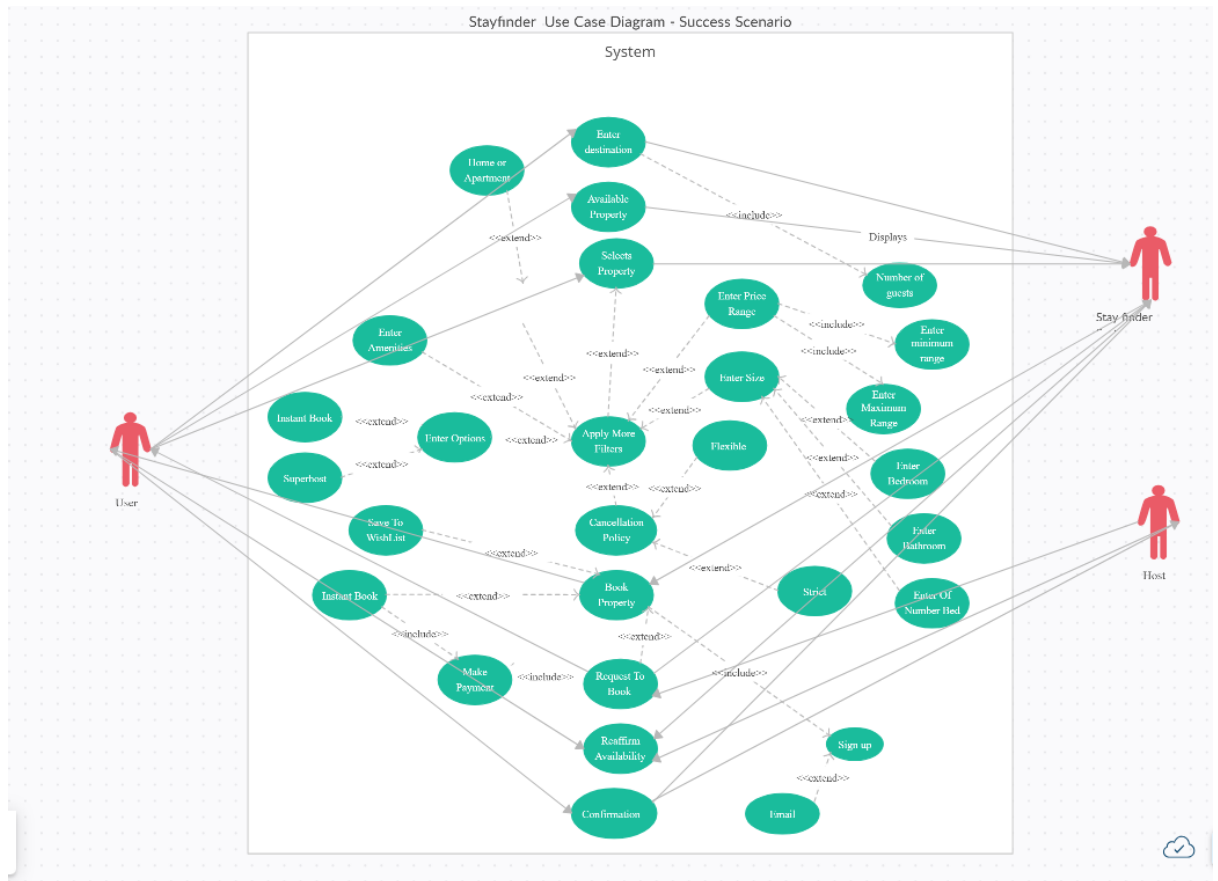 Stayfinder Use Case Diagram - Success Scenario
System
Enter
destination
Home or
Apartment
Available
Property
<<include>>
<<extend>>
Displays
Selects
Property
Number of
guests
Enter Price
Range
Stay finder
Enter
Amenities
<<include>>
Enter
minimum
range
<<extend>>
<<include>>
<<extend>>
<<extend>>
Enter Size
<<extend>>
Enter
Maximum
Range
<<extend>>
Instant Book
<<extend>>
Enter Options
<<extend>>
Apply More
Filters
Flexible
<<extend>>
<<extend>>
Superhost
<<extend>>
Enter
Bedroom
User
<<extend>>
<<extend>>
<<extend>>
Save To
WishList
Cancellation
Policy
Enter
Bathroom
<<extend>>
<<extend>>
Host
Instant Book
<<extend>>
Book
Property
Strict
Enter Of
Number Bed
<<include>>
<<extend>>
Make
Payment
<<include>>
Request To
Book
<<include>>
Reaffirm
Availability
Sign up
<<extend>>
Confirmation
Email